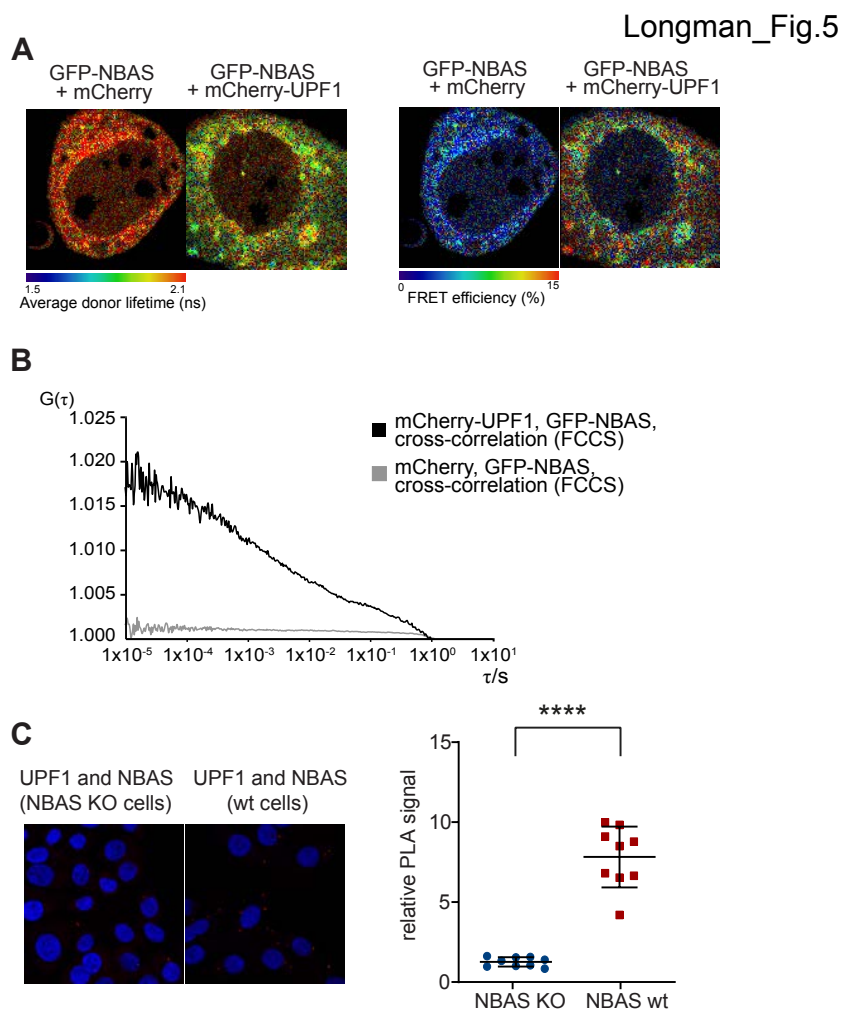 Longman_Fig.5
A
GFP-NBAS
+ mCherry
GFP-NBAS
+ mCherry-UPF1
GFP-NBAS
+ mCherry
GFP-NBAS
+ mCherry-UPF1
1.5
2.1
Average donor lifetime (ns)
0
15
FRET efficiency (%)
B
G(τ)
1.025
1.020
1.015
1.010
1.005
1.000
1x10⁻⁵ 1x10⁻⁴ 1x10⁻³ 1x10⁻² 1x10⁻¹ 1x10⁰ 1x10¹
τ/s
mCherry-UPF1, GFP-NBAS,
cross-correlation (FCCS)
mCherry, GFP-NBAS,
cross-correlation (FCCS)
C
UPF1 and NBAS
(NBAS KO cells)
UPF1 and NBAS
(wt cells)
****
relative PLA signal
15
10
5
0
NBAS KO
NBAS wt